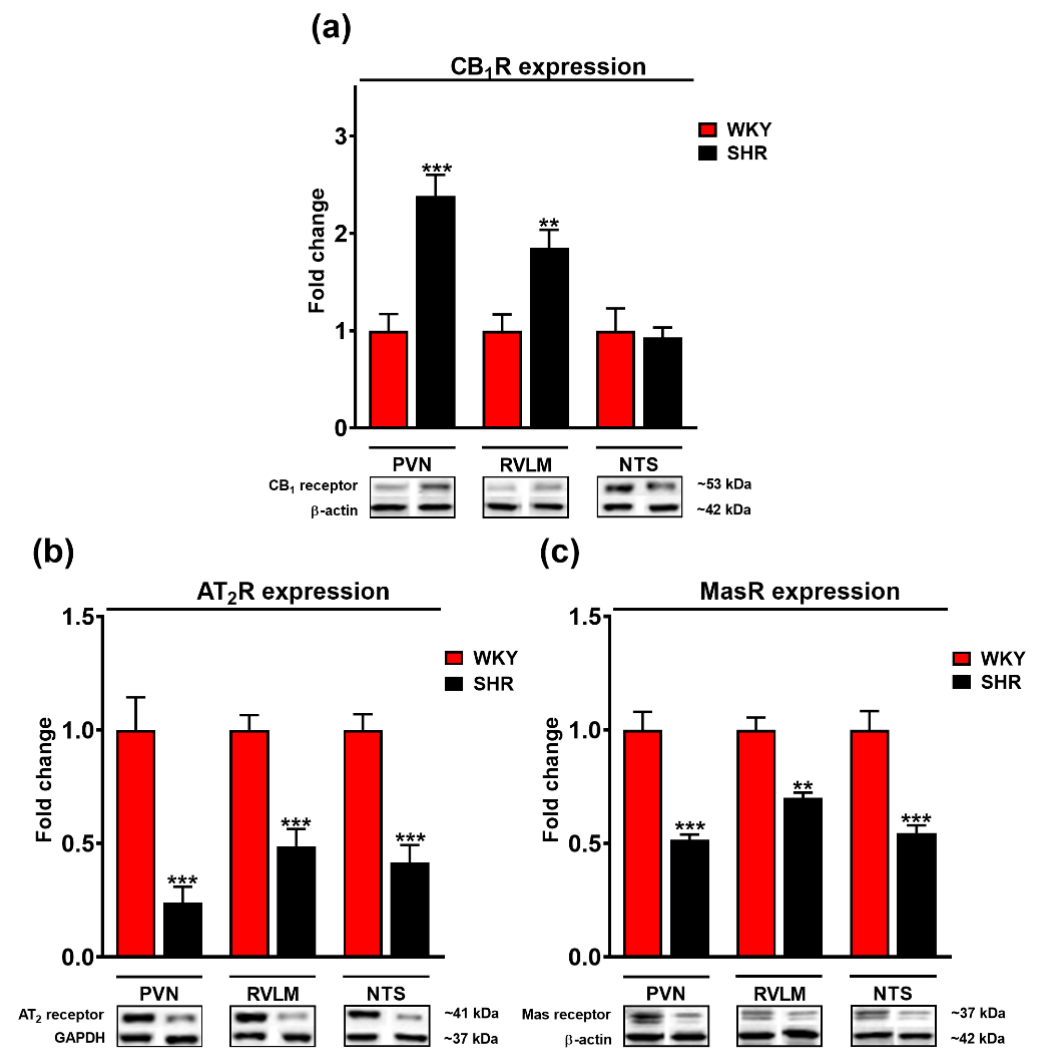 (a)
CB₁R expression
3
2
1
0
Fold change
WKY
SHR
***
**
PVN RVLM NTS
CB₁ receptor ~53 kDa
β-actin ~42 kDa
(b)
AT₂R expression
1.5
1.0
0.5
0.0
Fold change
WKY
SHR
***
***
***
PVN RVLM NTS
AT₂ receptor ~41 kDa
GAPDH ~37 kDa
(c)
MasR expression
1.5
1.0
0.5
0.0
Fold change
WKY
SHR
***
**
***
PVN RVLM NTS
Mas receptor ~37 kDa
β-actin ~42 kDa